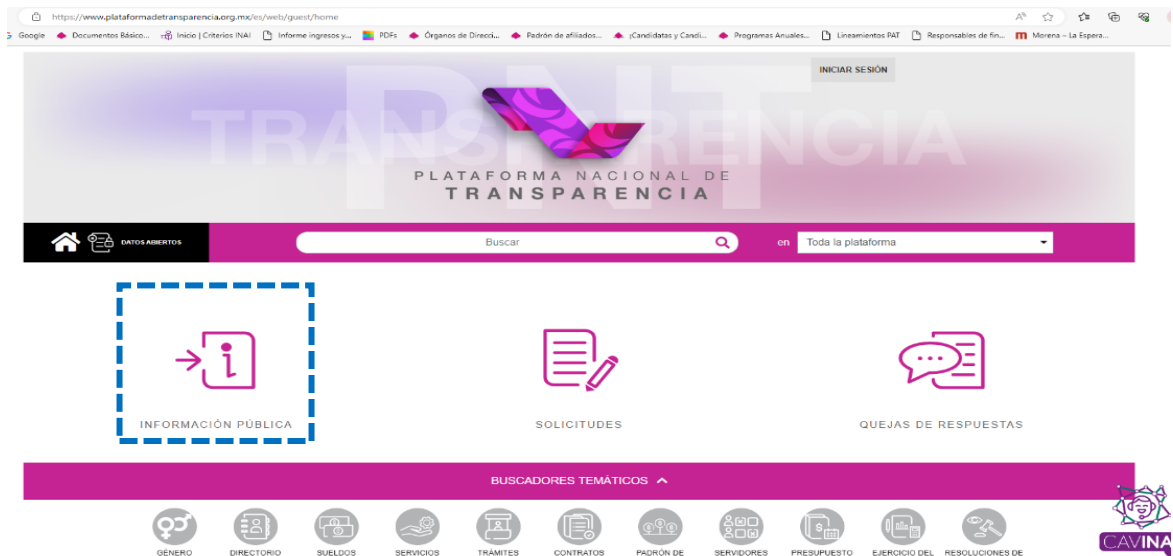 https://www.plataformadetransparencia.org.mx/es/web/guest/home
Google Documentos Básico... Inicio | Criterios INAI Informe ingresos y... PDFs Órganos de Direcci... Padrón de afiliados... ¡Candidatas y Candi... Programas Anuales... Lineamientos PAT Responsables de fin... Morena – La Espera...
INICIAR SESIÓN
PNT
TRANSPARENCIA
PLATAFORMA NACIONAL DE
TRANSPARENCIA
DATOS ABIERTOS
Buscar
en Toda la plataforma
INFORMACIÓN PÚBLICA
SOLICITUDES
QUEJAS DE RESPUESTAS
BUSCADORES TEMÁTICOS
GÉNERO DIRECTORIO SUELDOS SERVICIOS TRÁMITES CONTRATOS PADRÓN DE SERVIDORES PRESUPUESTO EJERCICIO DEL RESOLUCIONES DE
CAVINAI